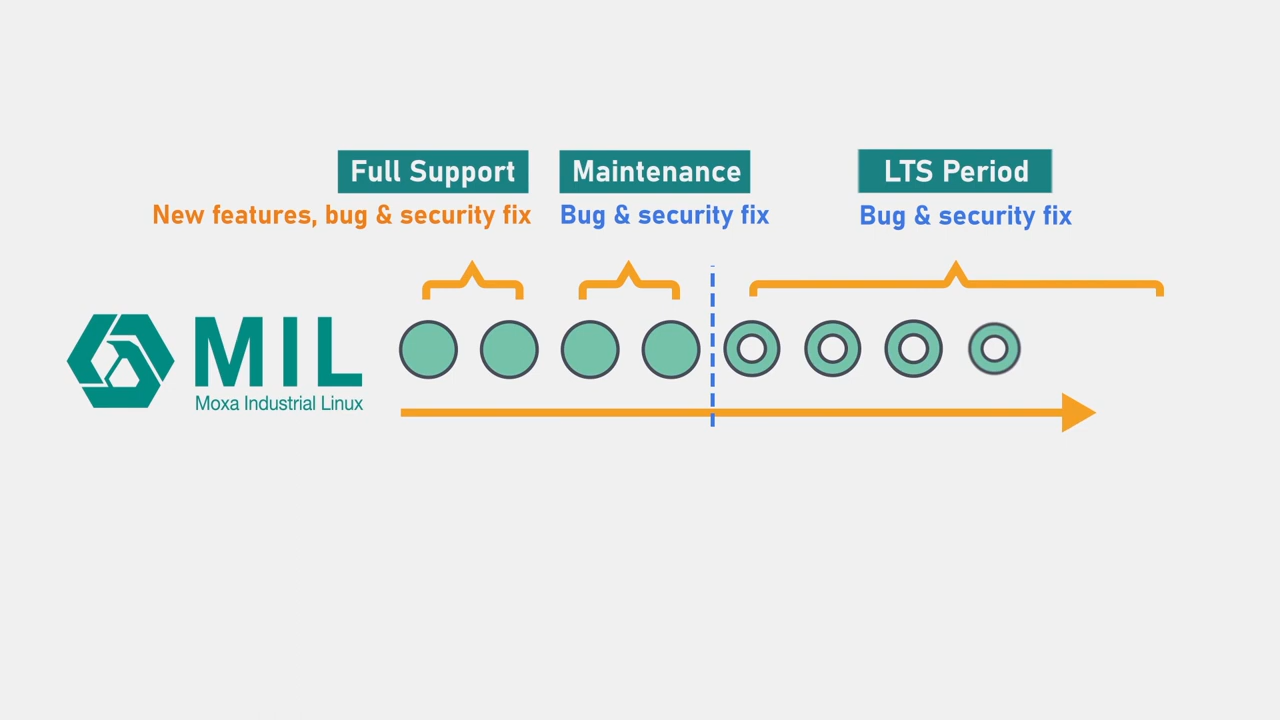 Full Support
New features, bug & security fix
Maintenance
Bug & security fix
LTS Period
Bug & security fix
MIL
Moxa Industrial Linux